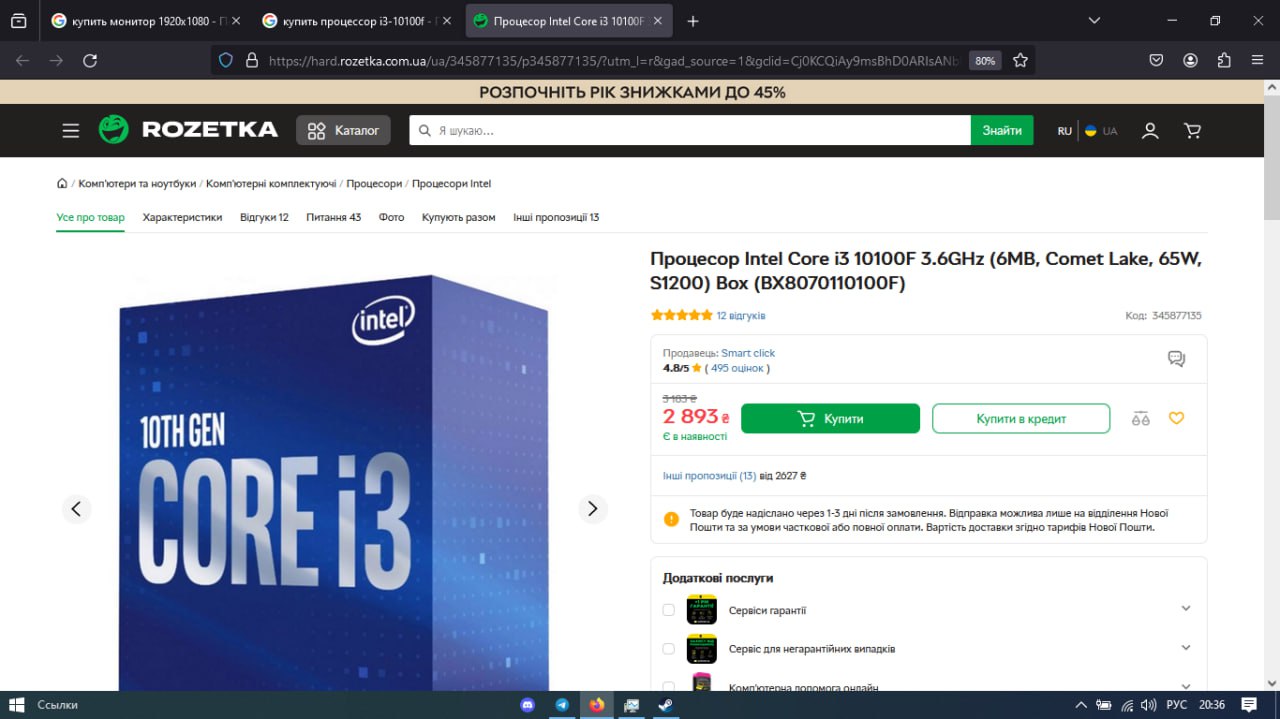 купить монитор 1920x1080 - П
купить процессор i3-10100f -
Процесор Intel Core i3 10100F
https://hard.rozetka.com.ua/ua/345877135/p345877135/?utm_l=r&gad_source=1&gclid=Cj0KCQiAy9msBhD0ARIsANb
80%
РОЗПОЧНІТЬ РІК ЗНИЖКАМИ ДО 45%
ROZETKA
Каталог
Я шукаю...
Знайти
RU
UA
/ Комп'ютери та ноутбуки / Комп'ютерні комплектуючі / Процесори / Процесори Intel
Усе про товар Характеристики Відгуки 12 Питання 43 Фото Купують разом Інші пропозиції 13
Процесор Intel Core i3 10100F 3.6GHz (6MB, Comet Lake, 65W,
S1200) Box (BX8070110100F)
12 відгуків
Код: 345877135
Продавець: Smart click
4.8/5 ( 495 оцінок )
3 183 ₴
2 893 ₴
Є в наявності
Купити
Купити в кредит
Інші пропозиції (13) від 2627 ₴
Товар буде надіслано через 1-3 дні після замовлення. Відправка можлива лише на відділення Нової
Пошти та за умови часткової або повної оплати. Вартість доставки згідно тарифів Нової Пошти.
Додаткові послуги
Сервіси гарантії
Сервіс для негарантійних випадків
Комп'ютерна допомога онлайн
intel
10TH GEN
CORE i3
Ссылки
РУС
20:36